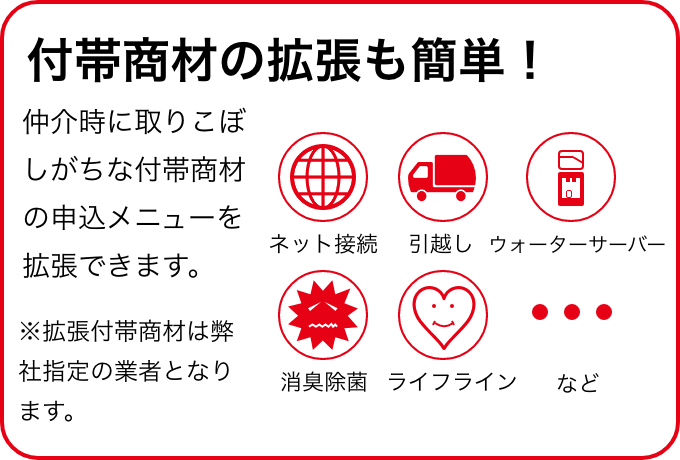 付帯商材の拡張も簡単！
仲介時に取りこぼ
しがちな付帯商材
の申込メニューを
拡張できます。
※拡張付帯商材は弊
社指定の業者となり
ます。
ネット接続
引越し
ウォーターサーバー
消臭除菌
ライフライン
など